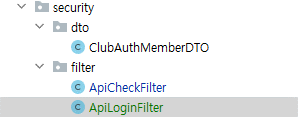 security
dto
ClubAuthMemberDTO
filter
ApiCheckFilter
ApiLoginFilter